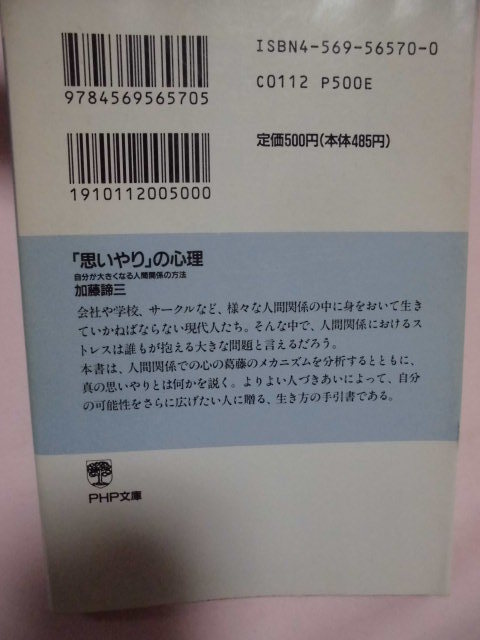 ISBN4-569-56570-0
9784569565705
C0112 P500E
定価500円(本体485円)
1910112005000
「思いやり」の心理
自分が大きくなる人間関係の方法
加藤諦三
会社や学校、サークルなど、様々な人間関係の中に身をおいて生き
ていかねばならない現代人たち。そんな中で、人間関係におけるス
トレスは誰もが抱える大きな問題と言えるだろう。
本書は、人間関係での心の葛藤のメカニズムを分析するとともに、
真の思いやりとは何かを説く。よりよい人づきあいによって、自分
の可能性をさらに広げたい人に贈る、生き方の手引書である。
PHP文庫